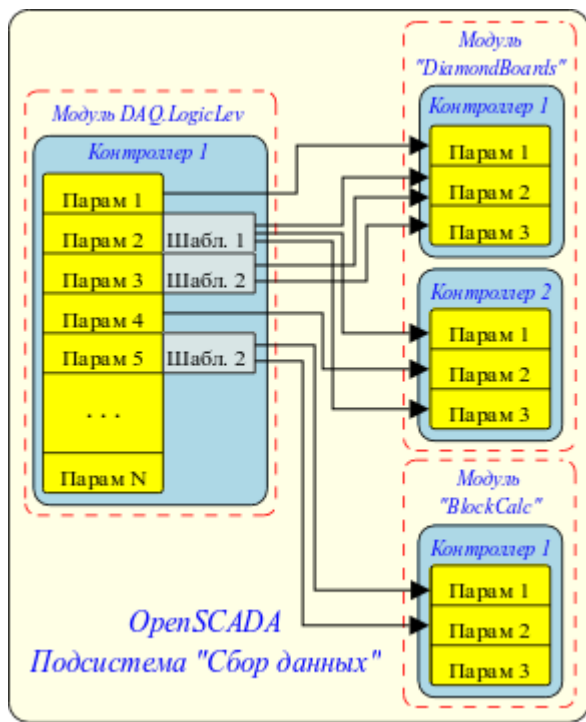 Модуль DAQ.LogicLev
Контроллер 1
Парам 1
Парам 2
Шабл. 1
Парам 3
Шабл. 2
Парам 4
Парам 5
Шабл. 2
. . .
Парам N
Модуль
"DiamondBoards"
Контроллер 1
Парам 1
Парам 2
Парам 3
Контроллер 2
Парам 1
Парам 2
Парам 3
Модуль
"BlockCalc"
Контроллер 1
Парам 1
Парам 2
Парам 3
OpenSCADA
Подсистема "Сбор данных"